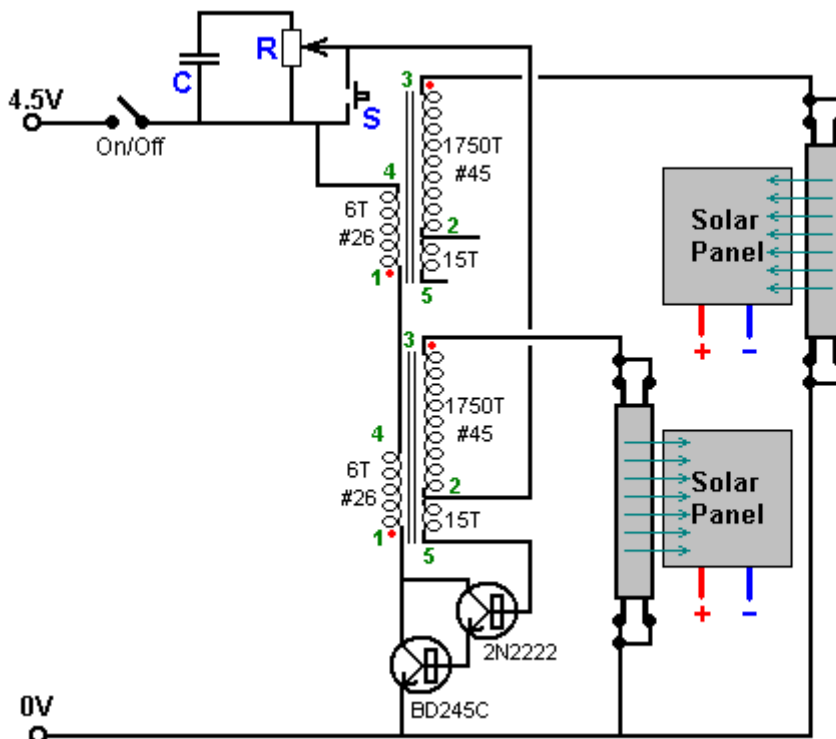 C
R
4.5V
On/Off
S
3
1750T
#45
4
6T
#26
2
15T
1
5
Solar
Panel
+
–
3
1750T
#45
4
6T
#26
2
15T
1
5
Solar
Panel
+
–
2N2222
BD245C
0V